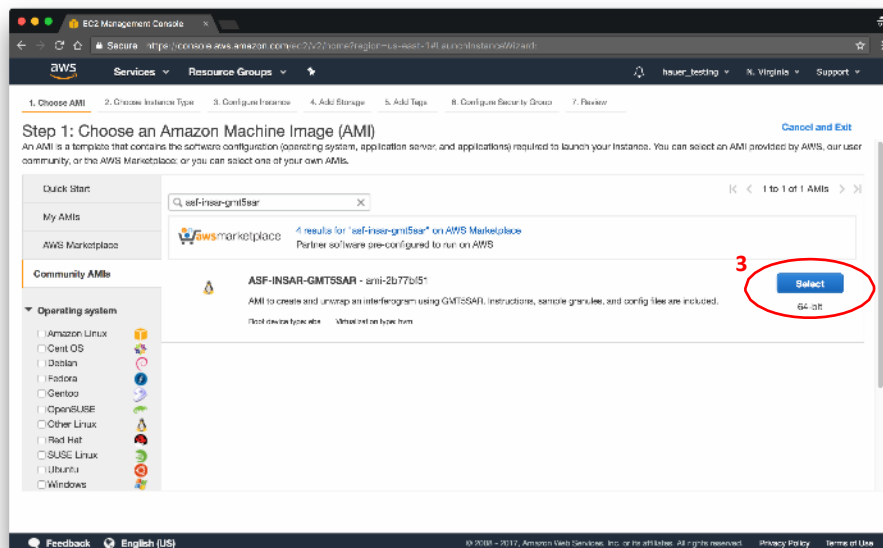 EC2 Management Console
Secure https://console.aws.amazon.com/ec2/v2/home?region=us-east-1#LaunchInstanceWizard:
aws Services Resource Groups hauer_testing N. Virginia Support
1. Choose AMI 2. Choose Instance Type 3. Configure Instance 4. Add Storage 5. Add Tags 6. Configure Security Group 7. Review
Step 1: Choose an Amazon Machine Image (AMI)
Cancel and Exit
An AMI is a template that contains the software configuration (operating system, application server, and applications) required to launch your instance. You can select an AMI provided by AWS, our user
community, or the AWS Marketplace; or you can select one of your own AMIs.
Quick Start
My AMIs
AWS Marketplace
Community AMIs
Operating system
Amazon Linux
Cent OS
Debian
Fedora
Gentoo
OpenSUSE
Other Linux
Red Hat
SUSE Linux
Ubuntu
Windows
asf-insar-gmt5sar
1 to 1 of 1 AMIs
awsmarketplace
4 results for "asf-insar-gmt5sar" on AWS Marketplace
Partner software pre-configured to run on AWS
ASF-INSAR-GMT5SAR - ami-2b77bf51
AMI to create and unwrap an interferogram using GMT5SAR. Instructions, sample granules, and config files are included.
Root device type: ebs Virtualization type: hvm
3
Select
64-bit
Feedback English (US)
© 2008 - 2017, Amazon Web Services, Inc. or its affiliates. All rights reserved. Privacy Policy Terms of Use